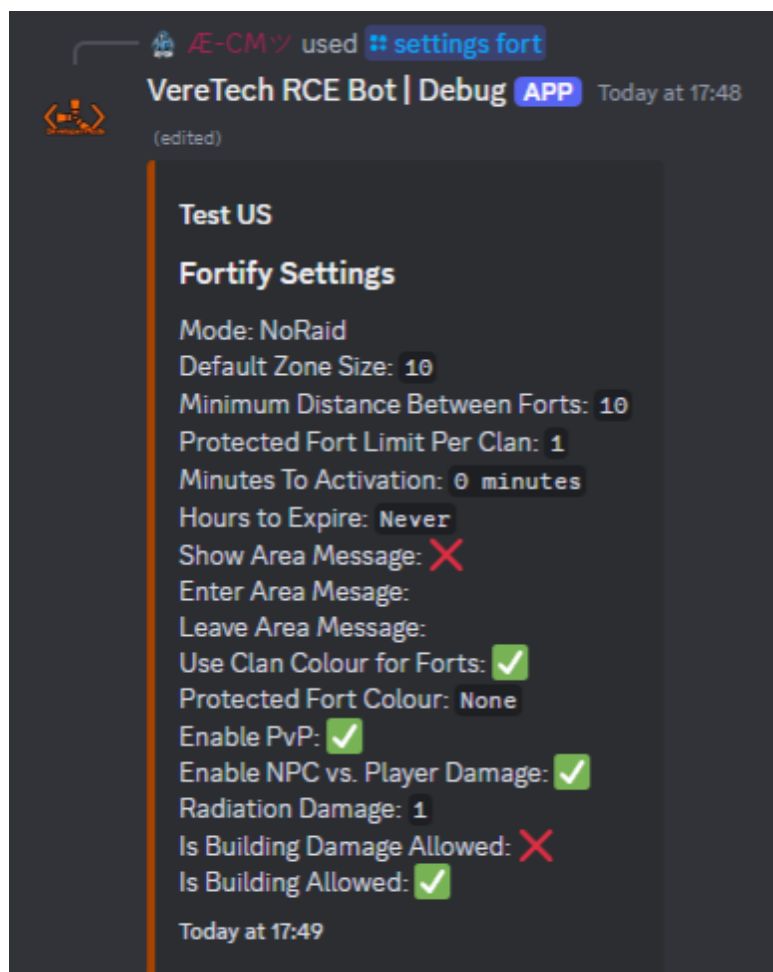 Æ-CMツ used settings fort
VereTech RCE Bot | Debug APP Today at 17:48
(edited)
Test US
Fortify Settings
Mode: NoRaid
Default Zone Size: 10
Minimum Distance Between Forts: 10
Protected Fort Limit Per Clan: 1
Minutes To Activation: 0 minutes
Hours to Expire: Never
Show Area Message: ❌
Enter Area Mesage:
Leave Area Message:
Use Clan Colour for Forts: ✅
Protected Fort Colour: None
Enable PvP: ✅
Enable NPC vs. Player Damage: ✅
Radiation Damage: 1
Is Building Damage Allowed: ❌
Is Building Allowed: ✅
Today at 17:49